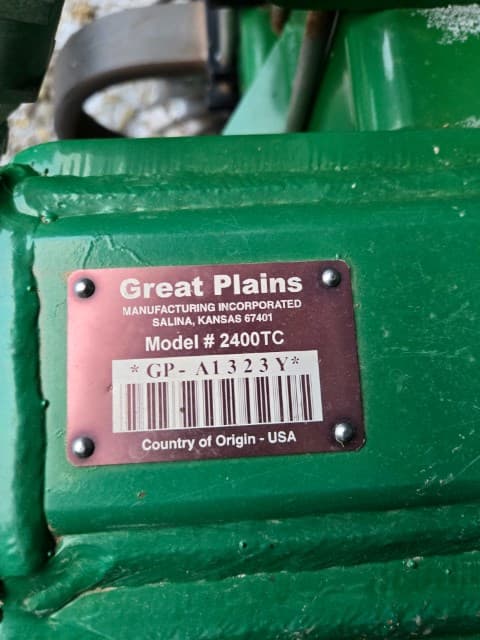 Great Plains
MANUFACTURING INCORPORATED
SALINA, KANSAS 67401
Model # 2400TC
*GP-A1323Y*
Country of Origin - USA